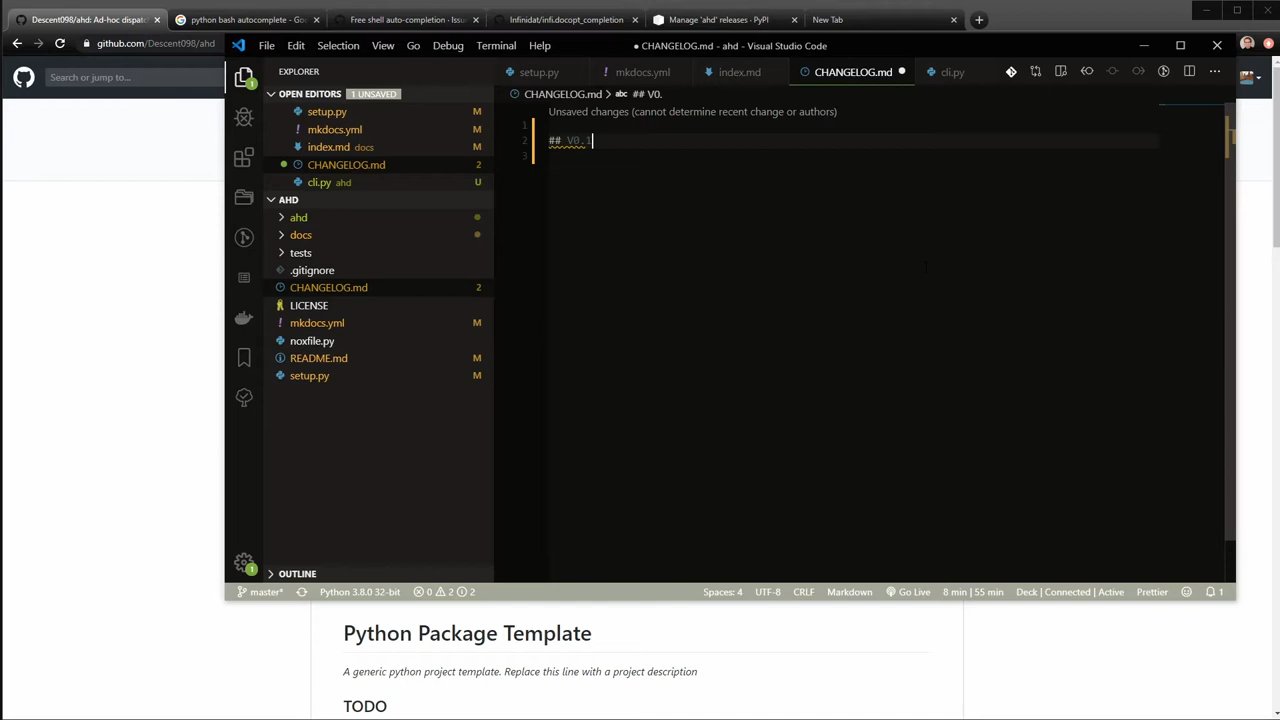 Descent098/ahd: Ad-hoc dispatc
python bash autocomplete - Goo
Free shell auto-completion · Issu
Infinidat/infi.docopt_completion
Manage 'ahd' releases · PyPI
New Tab
github.com/Descent098/ahd
File Edit Selection View Go Debug Terminal Help
● CHANGELOG.md - ahd - Visual Studio Code
Search or jump to...
EXPLORER
setup.py
mkdocs.yml
index.md
CHANGELOG.md
cli.py
OPEN EDITORS 1 UNSAVED
CHANGELOG.md > abc ## V0.
setup.py M
Unsaved changes (cannot determine recent change or authors)
mkdocs.yml M
1
2 ## V0.1
3
index.md docs M
CHANGELOG.md 2
cli.py ahd U
AHD
ahd
docs
tests
.gitignore
CHANGELOG.md 2
LICENSE
mkdocs.yml M
noxfile.py
README.md M
setup.py M
OUTLINE
master* Python 3.8.0 32-bit 0 2 2 Spaces: 4 UTF-8 CRLF Markdown Go Live 8 min | 55 min Deck | Connected | Active Prettier 1
Python Package Template
A generic python project template. Replace this line with a project description
TODO